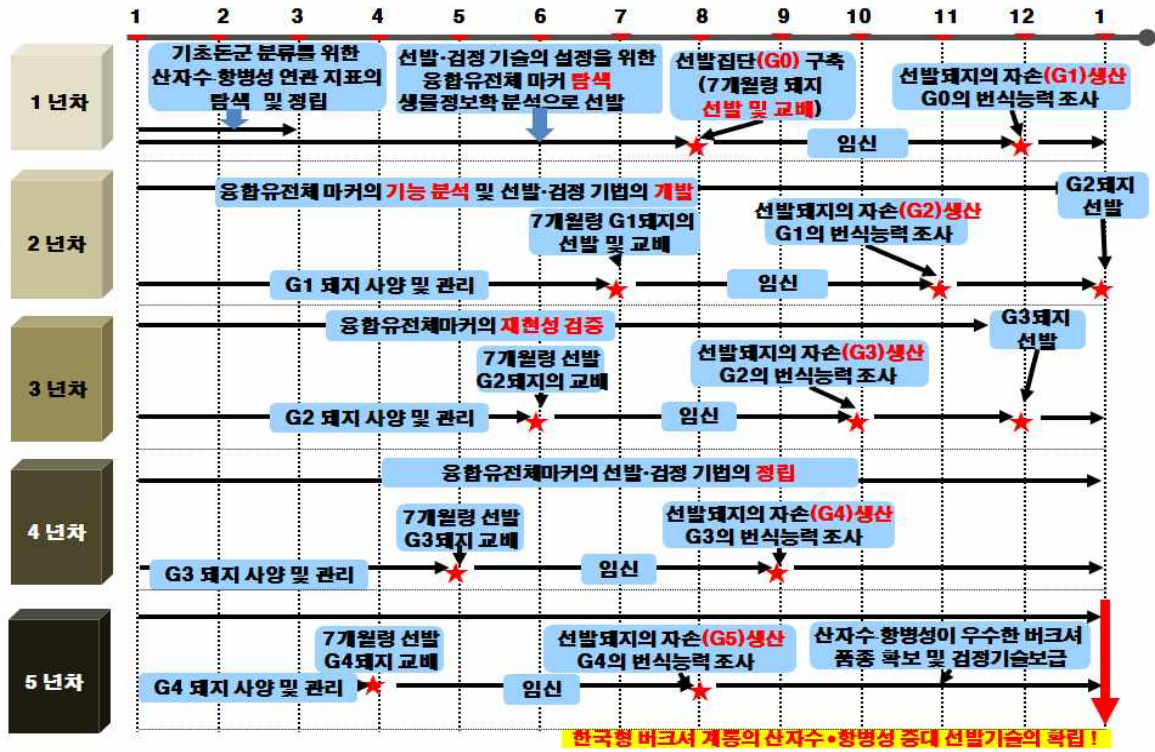 1 2 3 4 5 6 7 8 9 10 11 12 1
1 년차
기초돈군 분류를 위한
산자수·항병성 연관 지표의
탐색 및 정립
선발·검정 기술의 설정을 위한
융합유전체 마커 탐색
생물정보학 분석으로 선발
선발집단(G0) 구축
(7개월령 돼지
선발 및 교배)
선발돼지의 자손(G1)생산
G0의 번식능력 조사
임신
2 년차
융합유전체 마커의 기능 분석 및 선발·검정 기법의 개발
7개월령 G1돼지의
선발 및 교배
선발돼지의 자손(G2)생산
G1의 번식능력 조사
G2돼지
선발
G1 돼지 사양 및 관리
임신
3 년차
융합유전체마커의 재현성 검증
7개월령 선발
G2돼지의 교배
선발돼지의 자손(G3)생산
G2의 번식능력 조사
G3돼지
선발
G2 돼지 사양 및 관리
임신
4 년차
융합유전체마커의 선발·검정 기법의 정립
7개월령 선발
G3돼지 교배
선발돼지의 자손(G4)생산
G3의 번식능력 조사
G3 돼지 사양 및 관리
임신
5 년차
7개월령 선발
G4돼지 교배
선발돼지의 자손(G5)생산
G4의 번식능력 조사
산자수·항병성이 우수한 버크셔
품종 확보 및 검정기술보급
G4 돼지 사양 및 관리
임신
한국형 버크셔 계통의 산자수•항병성 증대 선발기술의 확립 !